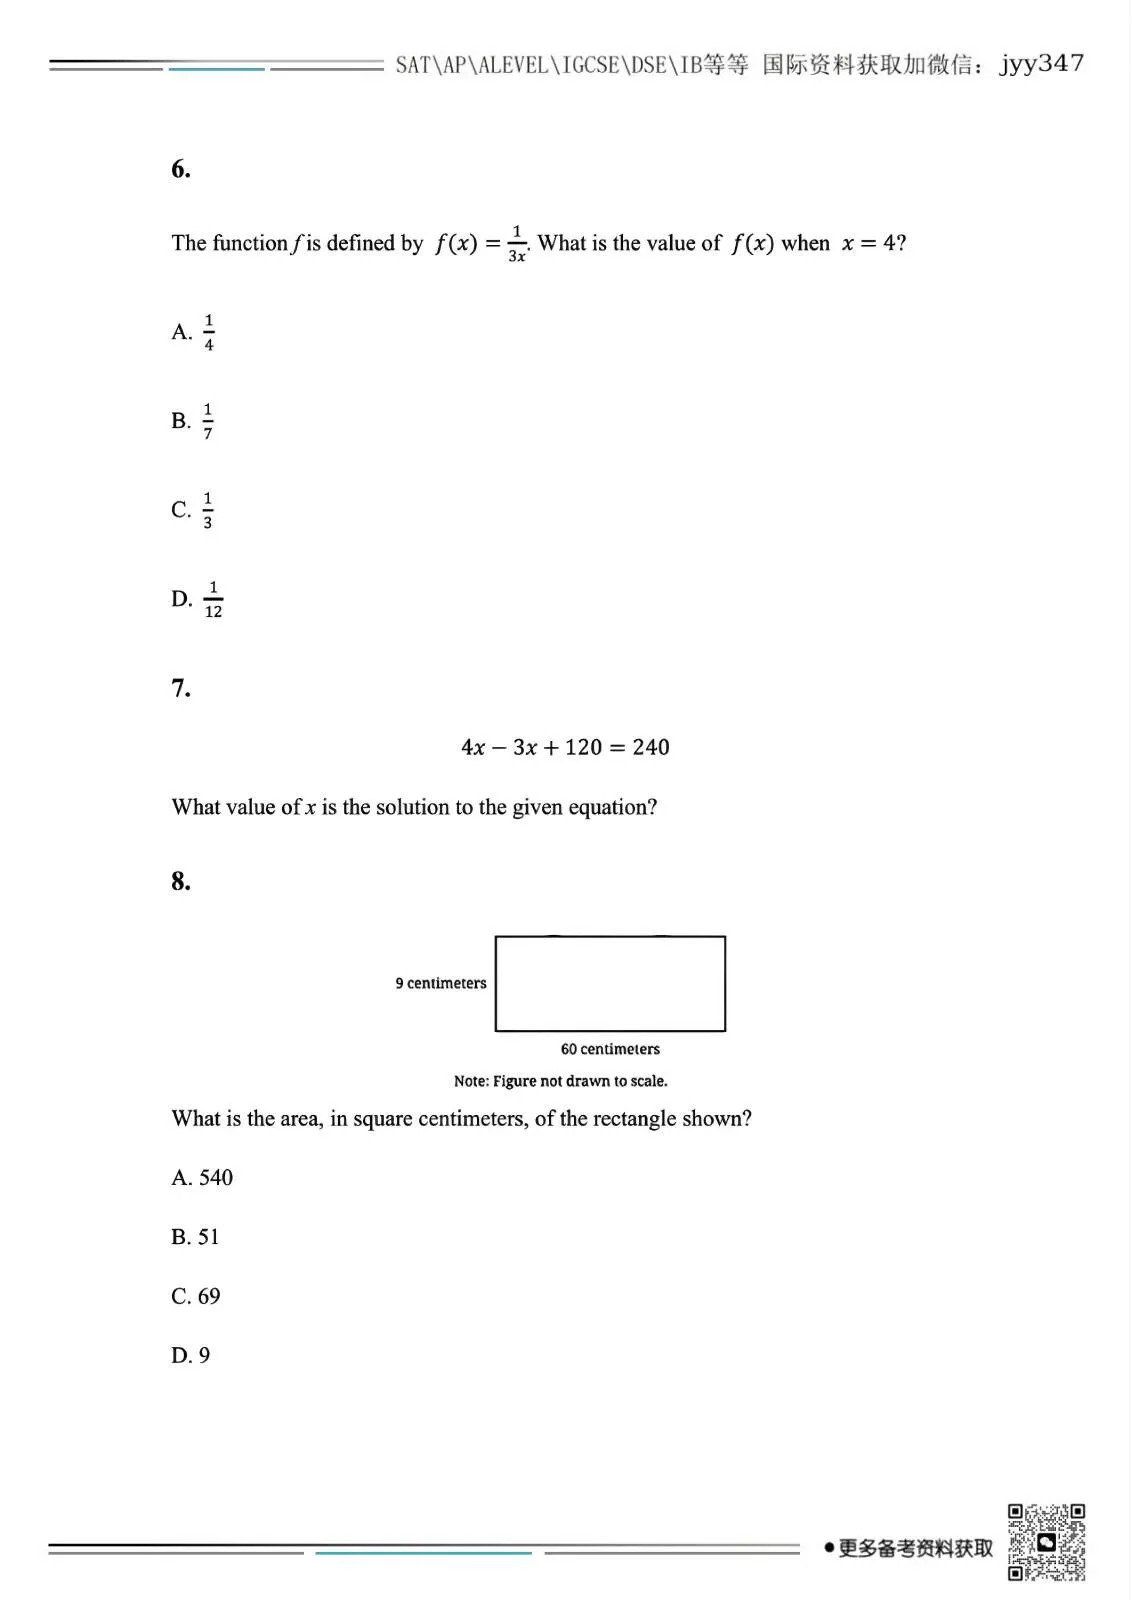 SAT\AP\ALEVEL\IGCSE\DSE\IB等等 国际资料获取加微信：jyy347
6.
The function f is defined by f(x) = 1/3x. What is the value of f(x) when x = 4?
A. 1/4
B. 1/7
C. 1/3
D. 1/12
7.
4x − 3x + 120 = 240
What value of x is the solution to the given equation?
8.
9 centimeters
60 centimeters
Note: Figure not drawn to scale.
What is the area, in square centimeters, of the rectangle shown?
A. 540
B. 51
C. 69
D. 9
•更多备考资料获取